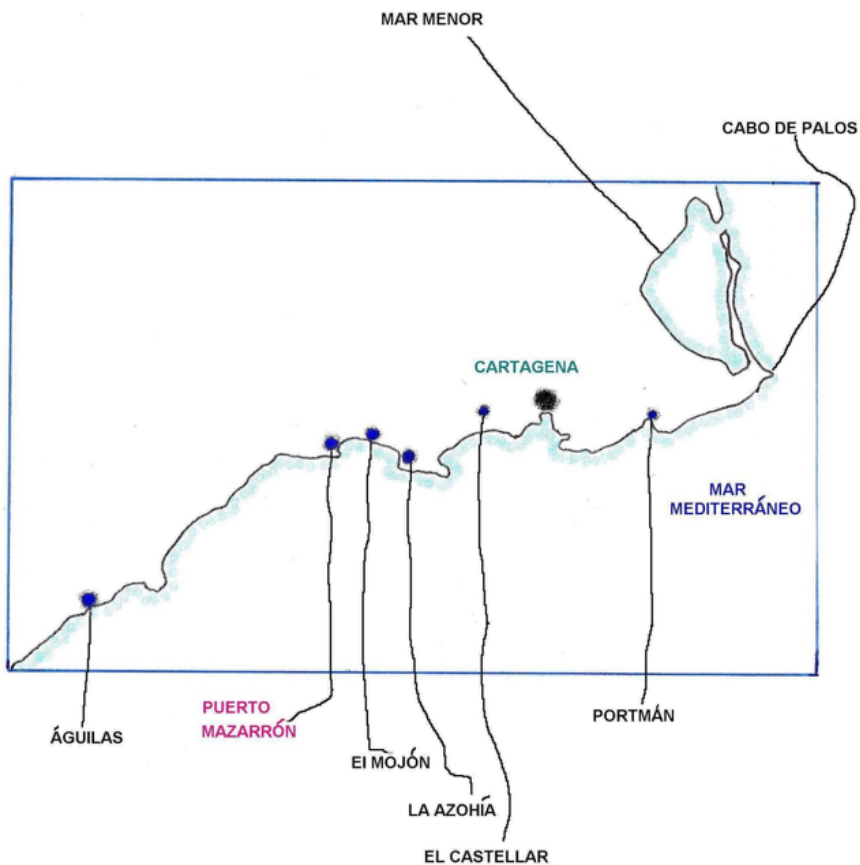 MAR MENOR
CABO DE PALOS
CARTAGENA
MAR
MEDITERRÁNEO
PUERTO
MAZARRÓN
PORTMÁN
ÁGUILAS
El MOJÓN
LA AZOHÍA
EL CASTELLAR